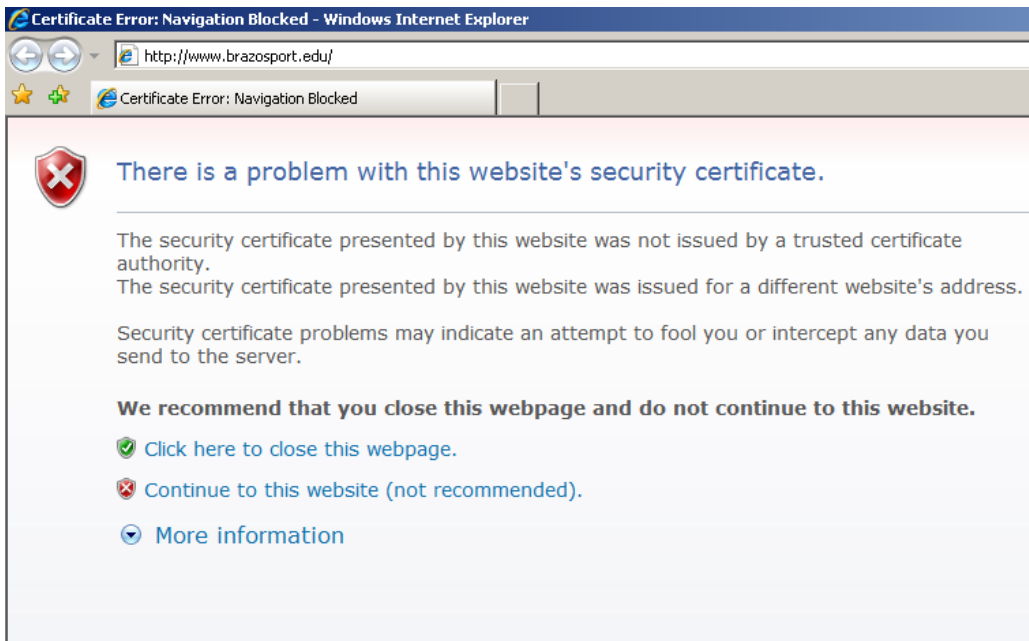 Certificate Error: Navigation Blocked - Windows Internet Explorer
http://www.brazosport.edu/
Certificate Error: Navigation Blocked
There is a problem with this website's security certificate.
The security certificate presented by this website was not issued by a trusted certificate
authority.
The security certificate presented by this website was issued for a different website's address.
Security certificate problems may indicate an attempt to fool you or intercept any data you
send to the server.
We recommend that you close this webpage and do not continue to this website.
Click here to close this webpage.
Continue to this website (not recommended).
More information